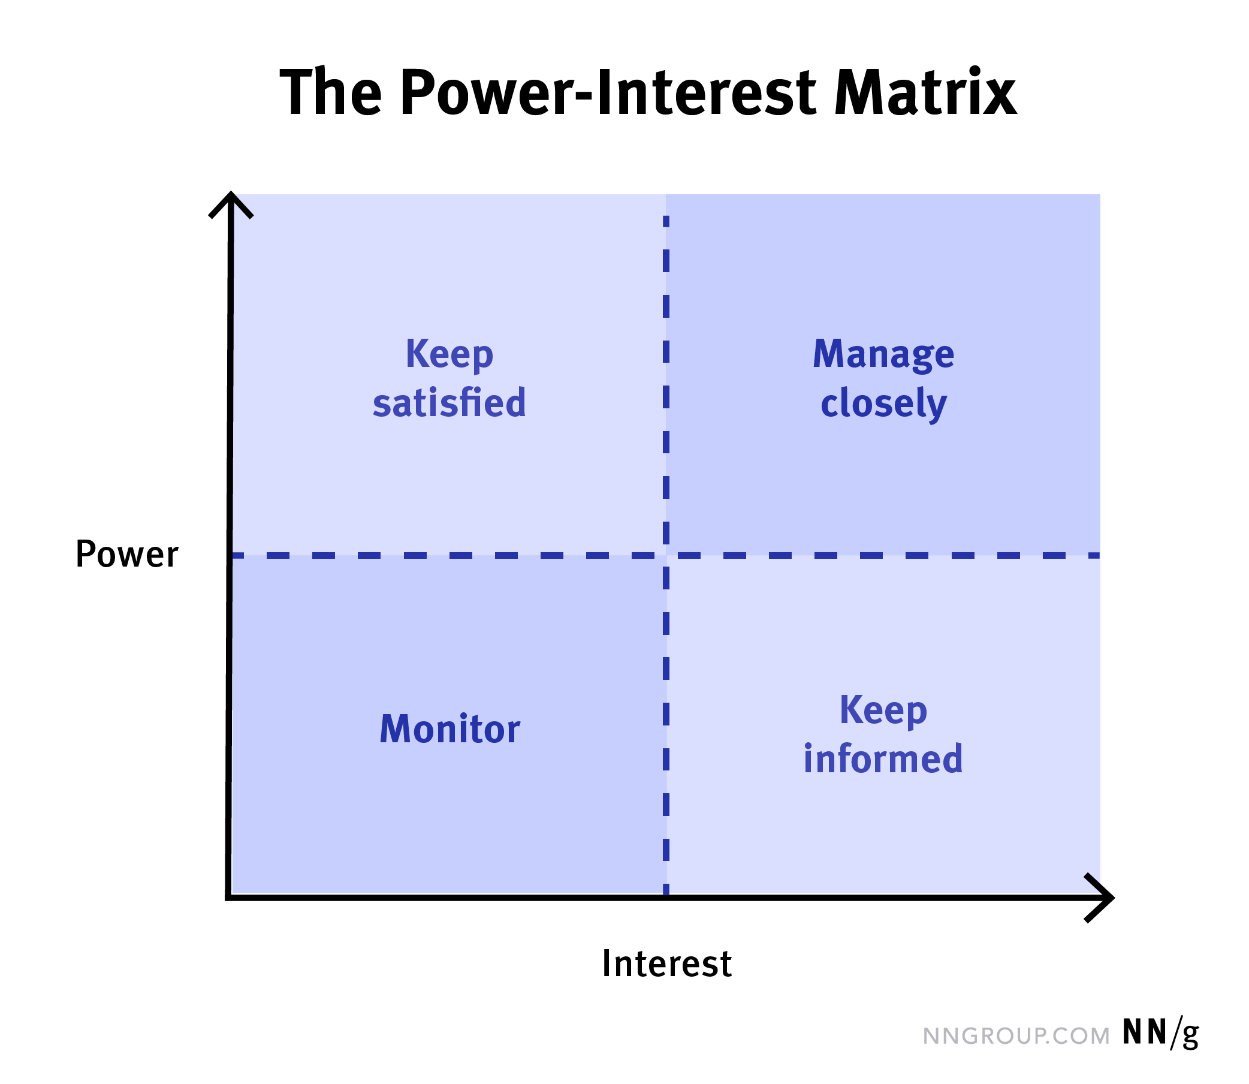 The Power-Interest Matrix
Keep
satisfied
Manage
closely
Power
Monitor
Keep
informed
Interest
NNGROUP.COM NN/g